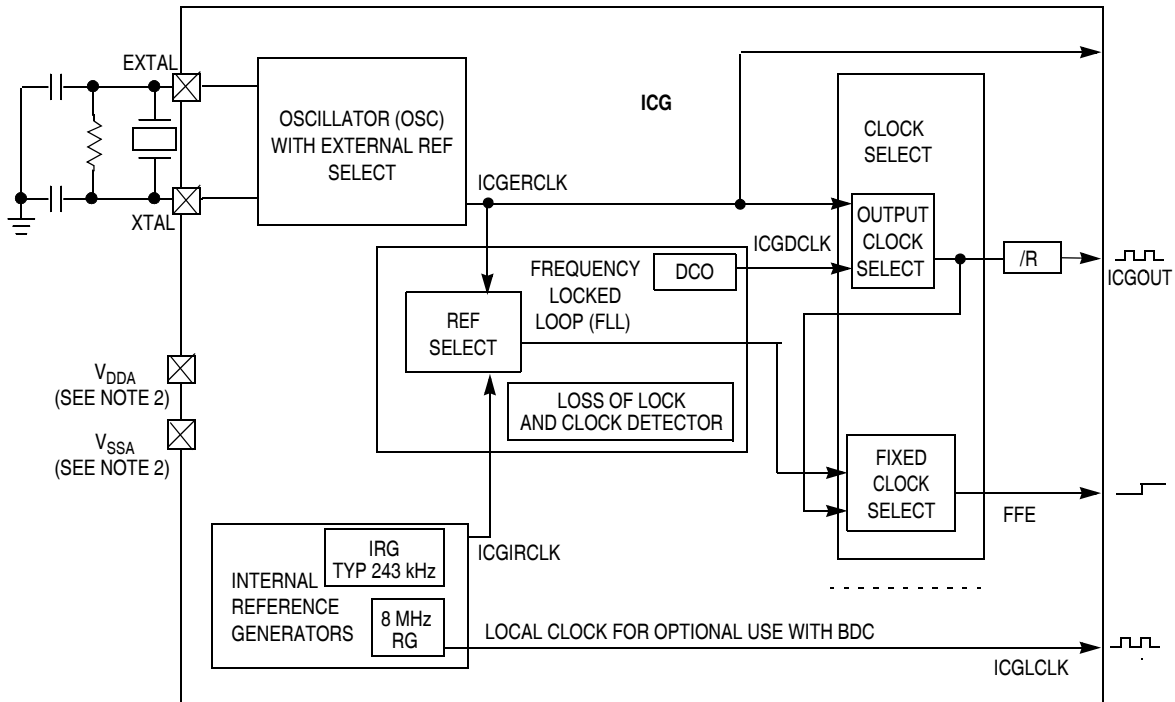 EXTAL
XTAL
OSCILLATOR (OSC)
WITH EXTERNAL REF
SELECT
ICG
CLOCK
SELECT
ICGERCLK
OUTPUT
CLOCK
SELECT
ICGDCLK
/R
ICGOUT
FREQUENCY
LOCKED
LOOP (FLL)
DCO
REF
SELECT
LOSS OF LOCK
AND CLOCK DETECTOR
VDDA
(SEE NOTE 2)
VSSA
(SEE NOTE 2)
FIXED
CLOCK
SELECT
FFE
ICGIRCLK
IRG
TYP 243 kHz
INTERNAL
REFERENCE
GENERATORS
8 MHz
RG
LOCAL CLOCK FOR OPTIONAL USE WITH BDC
ICGLCLK